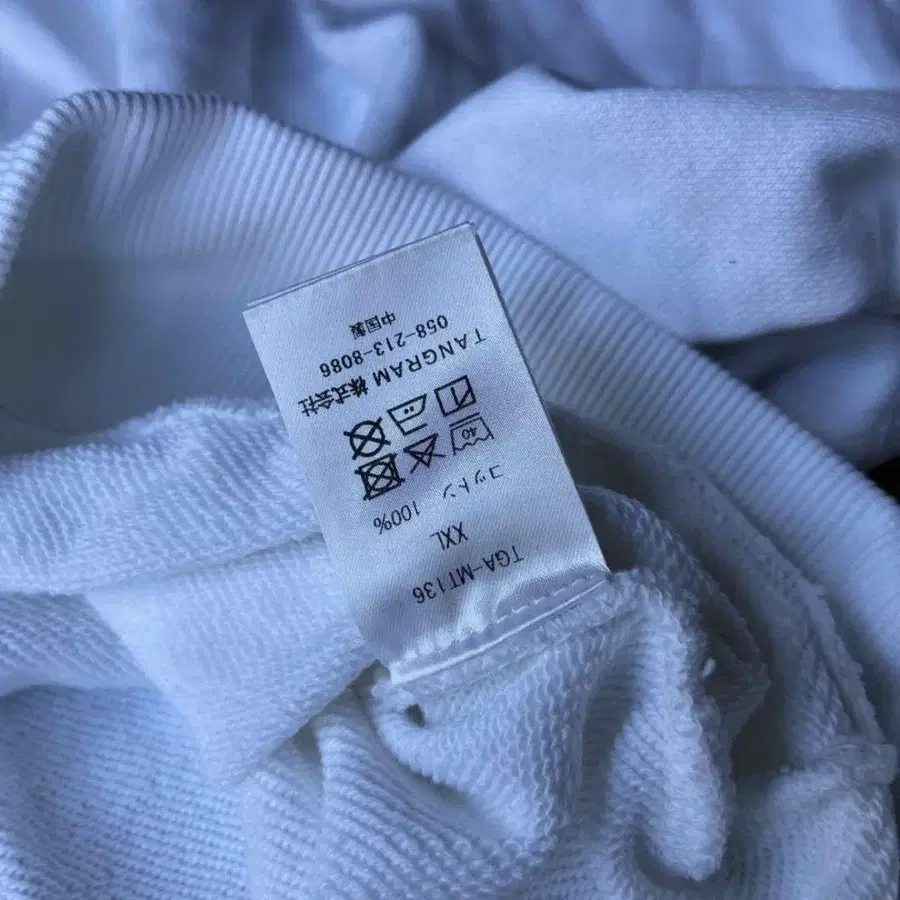 TGA-MT136
XXL
コットン 100%
40
TANGRAM 株式会社
058-213-8086
中国製